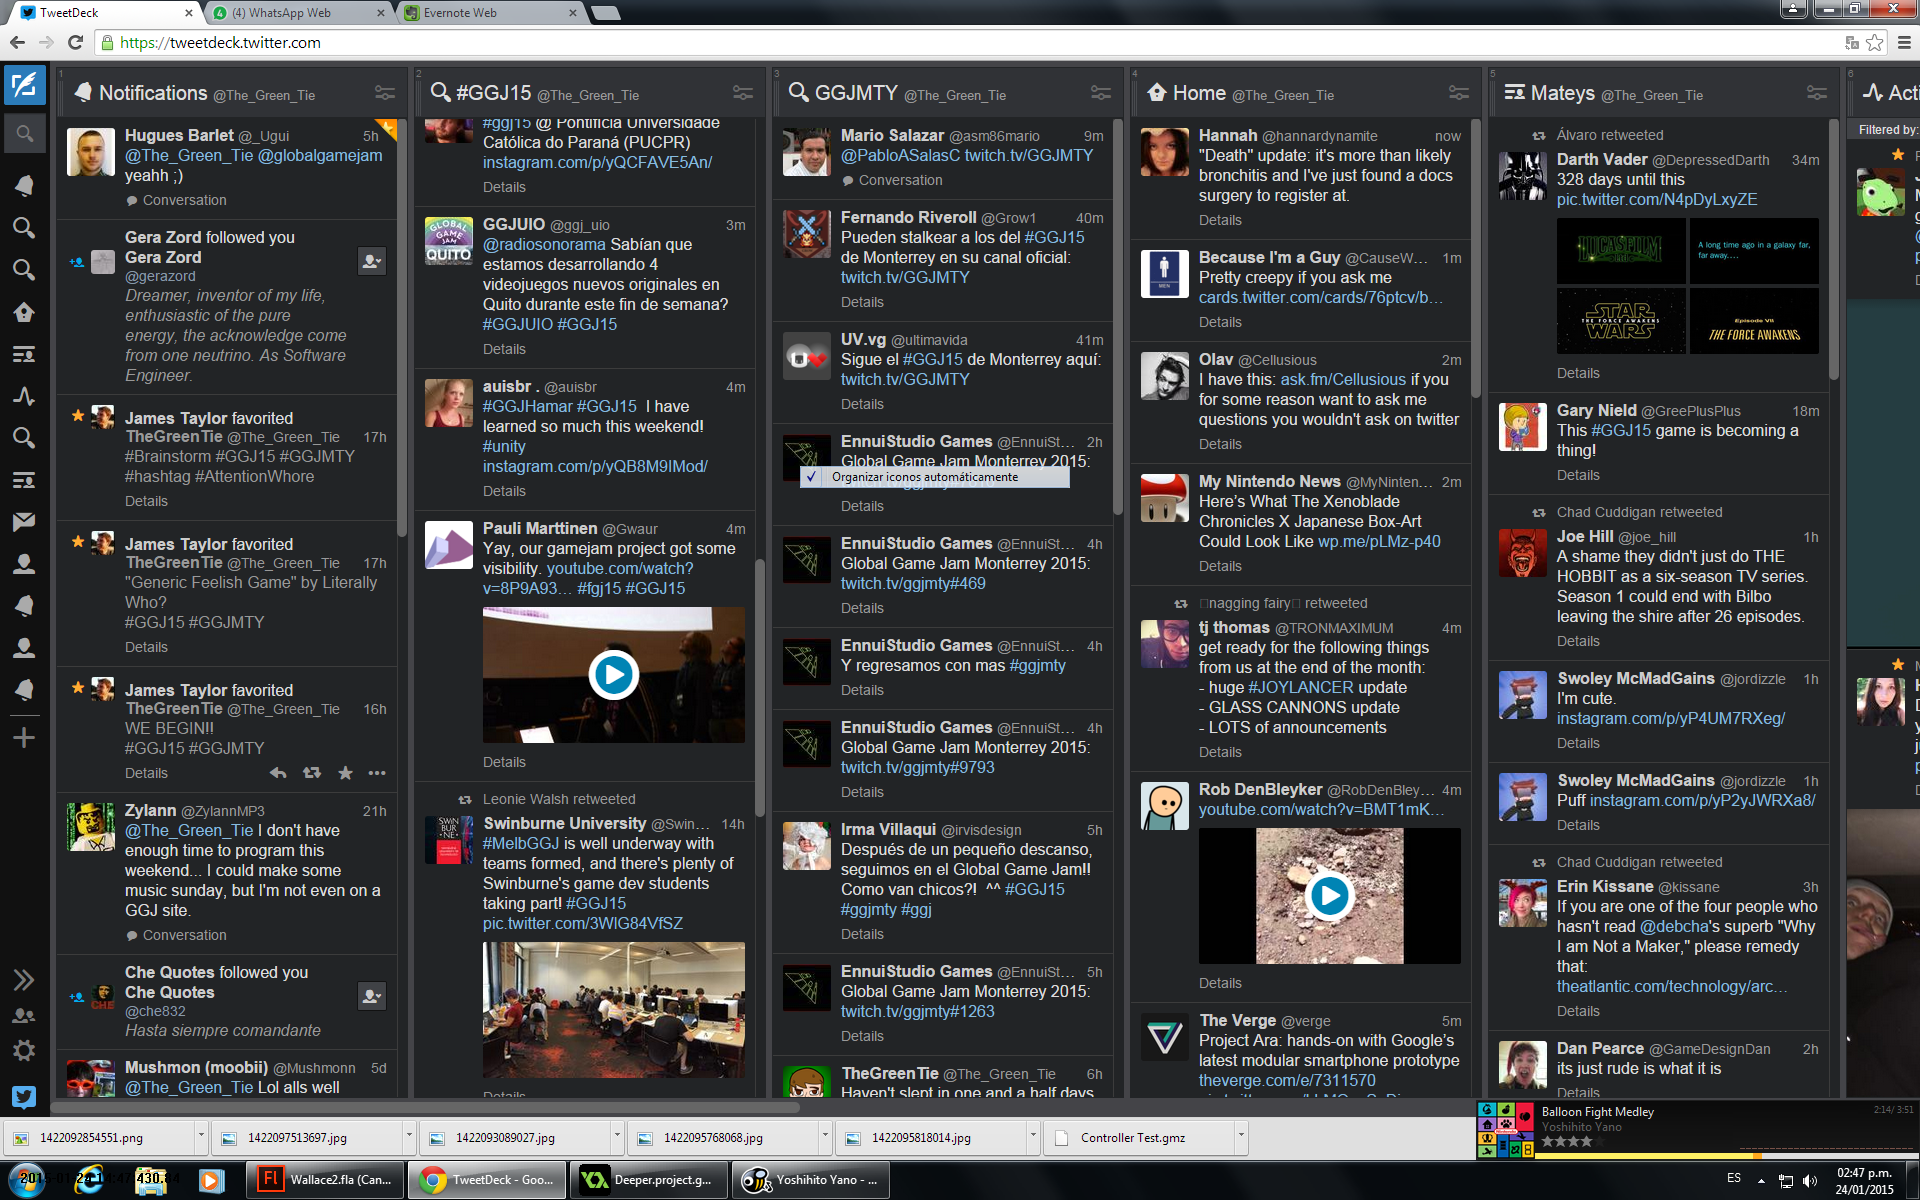 TweetDeck
(4) WhatsApp Web
Evernote Web
https://tweetdeck.twitter.com
1
Notifications @The_Green_Tie
Hugues Barlet @_Ugui 5h
@The_Green_Tie @globalgamejam
yeahh ;)
Conversation
Gera Zord followed you
Gera Zord
@gerazord
Dreamer, inventor of my life,
enthusiastic of the pure
energy, the acknowledge come
from one neutrino. As Software
Engineer.
James Taylor favorited
TheGreenTie @The_Green_Tie 17h
#Brainstorm #GGJ15 #GGJMTY
#hashtag #AttentionWhore
Details
James Taylor favorited
TheGreenTie @The_Green_Tie 17h
"Generic Feelish Game" by Literally
Who?
#GGJ15 #GGJMTY
Details
James Taylor favorited
TheGreenTie @The_Green_Tie 16h
WE BEGIN!!
#GGJ15 #GGJMTY
Details
Zylann @ZylannMP3 21h
@The_Green_Tie I don't have
enough time to program this
weekend... I could make some
music sunday, but I'm not even on a
GGJ site.
Conversation
Che Quotes followed you
Che Quotes
@che832
Hasta siempre comandante
Mushmon (moobii) @Mushmonn 5d
@The_Green_Tie Lol alls well
2
#GGJ15 @The_Green_Tie
#ggj15 @ Pontifícia Universidade
Católica do Paraná (PUCPR)
instagram.com/p/yQCFAVE5An/
Details
GGJUIO @ggj_uio 3m
@radiosonorama Sabían que
estamos desarrollando 4
videojuegos nuevos originales en
Quito durante este fin de semana?
#GGJUIO #GGJ15
Details
auisbr . @auisbr 4m
#GGJHamar #GGJ15 I have
learned so much this weekend!
#unity
instagram.com/p/yQB8M9IMod/
Details
Pauli Marttinen @Gwaur 4m
Yay, our gamejam project got some
visibility. youtube.com/watch?
v=8P9A93… #fgj15 #GGJ15
Details
Leonie Walsh retweeted
Swinburne University @Swin... 14h
#MelbGGJ is well underway with
teams formed, and there's plenty of
Swinburne's game dev students
taking part! #GGJ15
pic.twitter.com/3WlG84VfSZ
Details
3
GGJMTY @The_Green_Tie
Mario Salazar @asm86mario 9m
@PabloASalasC twitch.tv/GGJMTY
Conversation
Fernando Riveroll @Grow1 40m
Pueden stalkear a los del #GGJ15
de Monterrey en su canal oficial:
twitch.tv/GGJMTY
Details
UV.vg @ultimavida 41m
Sigue el #GGJ15 de Monterrey aquí:
twitch.tv/GGJMTY
Details
EnnuiStudio Games @EnnuiSt... 2h
Global Game Jam Monterrey 2015:
✓ Organizar iconos automáticamente
Details
EnnuiStudio Games @EnnuiSt... 4h
Global Game Jam Monterrey 2015:
twitch.tv/ggjmty#469
Details
EnnuiStudio Games @EnnuiSt... 4h
Y regresamos con mas #ggjmty
Details
EnnuiStudio Games @EnnuiSt... 4h
Global Game Jam Monterrey 2015:
twitch.tv/ggjmty#9793
Details
Irma Villaqui @irvisdesign 5h
Después de un pequeño descanso,
seguimos en el Global Game Jam!!
Como van chicos?! ^^ #GGJ15
#ggjmty #ggj
Details
EnnuiStudio Games @EnnuiSt... 5h
Global Game Jam Monterrey 2015:
twitch.tv/ggjmty#1263
Details
TheGreenTie @The_Green_Tie 6h
Haven't slept in one and a half days
4
Home @The_Green_Tie
Hannah @hannardynamite now
"Death" update: it's more than likely
bronchitis and I've just found a docs
surgery to register at.
Details
Because I'm a Guy @CauseW... 1m
Pretty creepy if you ask me
cards.twitter.com/cards/76ptcv/b…
Details
Olav @Cellusious 2m
I have this: ask.fm/Cellusious if you
for some reason want to ask me
questions you wouldn't ask on twitter
Details
My Nintendo News @MyNinten... 2m
Here's What The Xenoblade
Chronicles X Japanese Box-Art
Could Look Like wp.me/pLMz-p40
Details
nagging fairy retweeted
tj thomas @TRONMAXIMUM 4m
get ready for the following things
from us at the end of the month:
- huge #JOYLANCER update
- GLASS CANNONS update
- LOTS of announcements
Details
Rob DenBleyker @RobDenBley... 4m
youtube.com/watch?v=BMT1mK…
Details
The Verge @verge 5m
Project Ara: hands-on with Google's
latest modular smartphone prototype
theverge.com/e/7311570
5
Mateys @The_Green_Tie
Álvaro retweeted
Darth Vader @DepressedDarth 34m
328 days until this
pic.twitter.com/N4pDyLxyZE
LUCASFILM
A long time ago in a galaxy far,
far away....
STAR
THE FORCE AWAKENS
WARS
Episode VII
THE FORCE AWAKENS
Details
Gary Nield @GreePlusPlus 18m
This #GGJ15 game is becoming a
thing!
Details
Chad Cuddigan retweeted
Joe Hill @joe_hill 1h
A shame they didn't just do THE
HOBBIT as a six-season TV series.
Season 1 could end with Bilbo
leaving the shire after 26 episodes.
Details
Swoley McMadGains @jordizzle 1h
I'm cute.
instagram.com/p/yP4UM7RXeg/
Details
Swoley McMadGains @jordizzle 1h
Puff instagram.com/p/yP2yJWRXa8/
Details
Chad Cuddigan retweeted
Erin Kissane @kissane 3h
If you are one of the four people who
hasn't read @debcha's superb "Why
I am Not a Maker," please remedy
that:
theatlantic.com/technology/arc…
Details
Dan Pearce @GameDesignDan 2h
its just rude is what it is
Details
6
Acti
Filtered by:
Balloon Fight Medley 2:14/ 3:51
Yoshihito Yano
1422092854551.png
1422097513697.jpg
1422093089027.jpg
1422095768068.jpg
1422095818014.jpg
Controller Test.gmz
Wallace2.fla (Can...
TweetDeck - Goo...
Deeper.project.g...
Yoshihito Yano - ...
ES
02:47 p.m.
24/01/2015